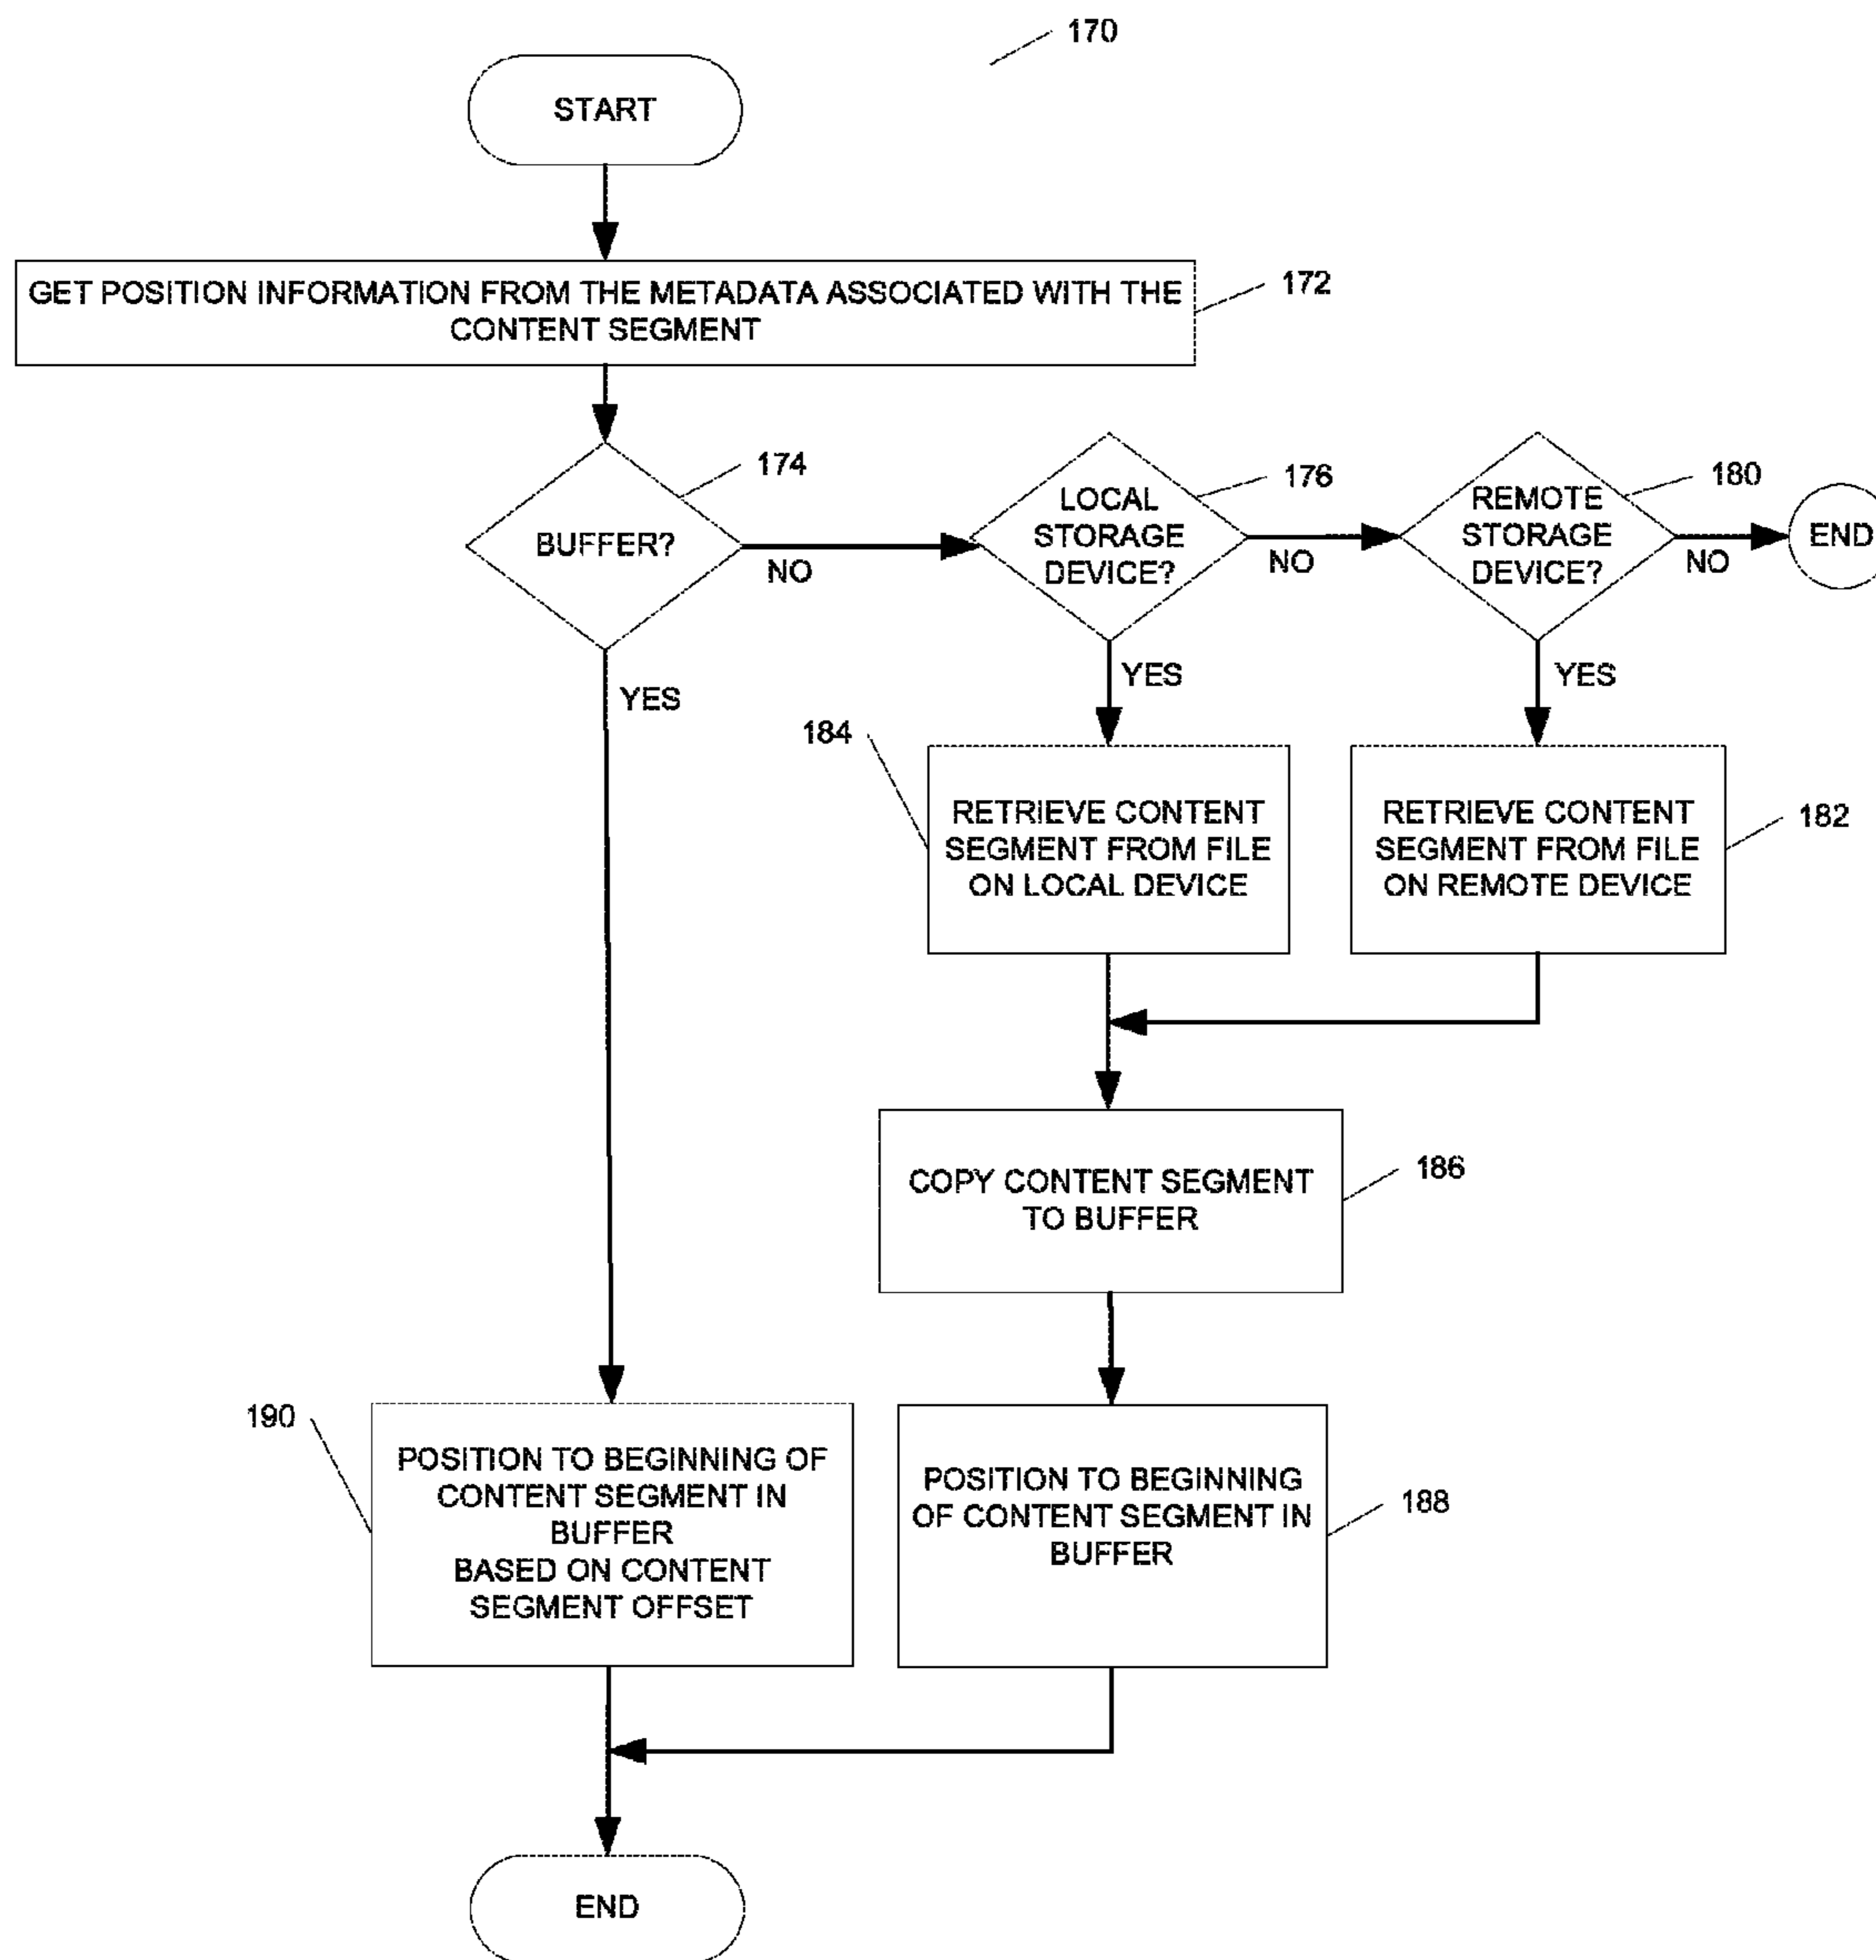 170
START
GET POSITION INFORMATION FROM THE METADATA ASSOCIATED WITH THE
CONTENT SEGMENT
172
BUFFER?
174
NO
YES
LOCAL
STORAGE
DEVICE?
176
NO
YES
REMOTE
STORAGE
DEVICE?
180
NO
YES
END
184
RETRIEVE CONTENT
SEGMENT FROM FILE
ON LOCAL DEVICE
RETRIEVE CONTENT
SEGMENT FROM FILE
ON REMOTE DEVICE
182
COPY CONTENT SEGMENT
TO BUFFER
186
190
POSITION TO BEGINNING OF
CONTENT SEGMENT IN
BUFFER
BASED ON CONTENT
SEGMENT OFFSET
POSITION TO BEGINNING
OF CONTENT SEGMENT IN
BUFFER
188
END